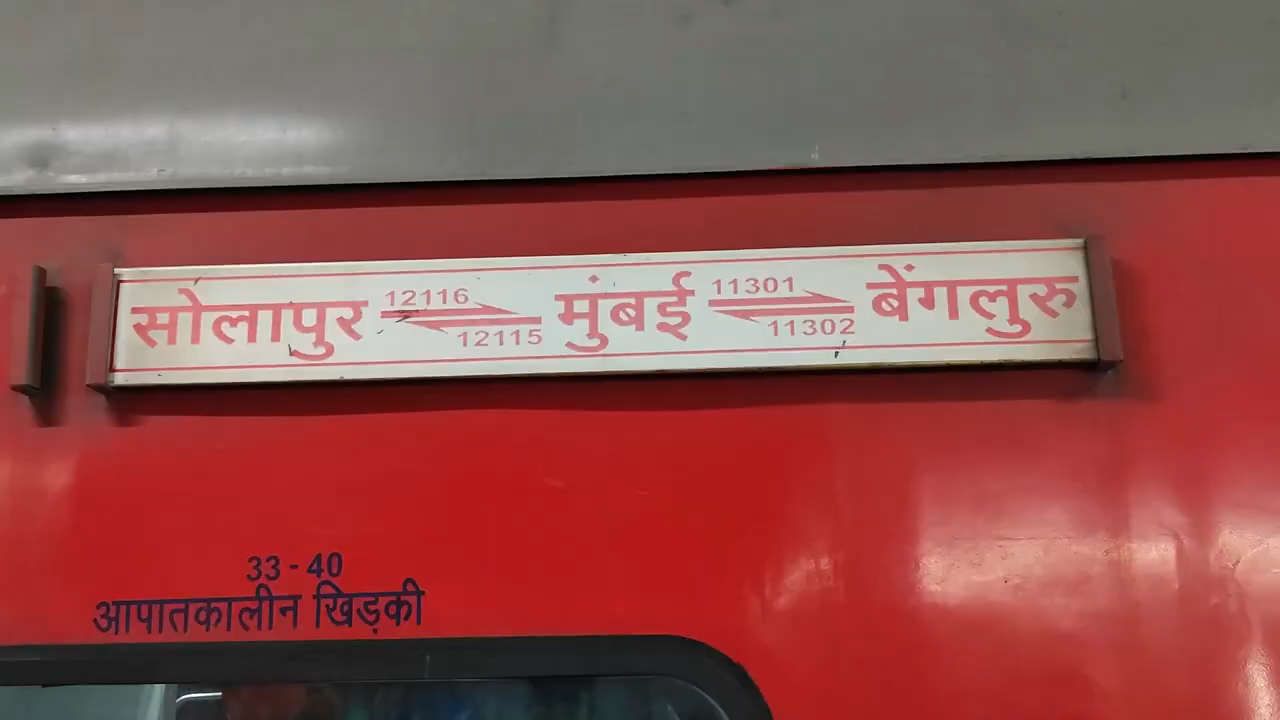 सोलापुर 12116 12115 मुंबई 11301 11302 बेंगलुरु
33 - 40
आपातकालीन खिड़की